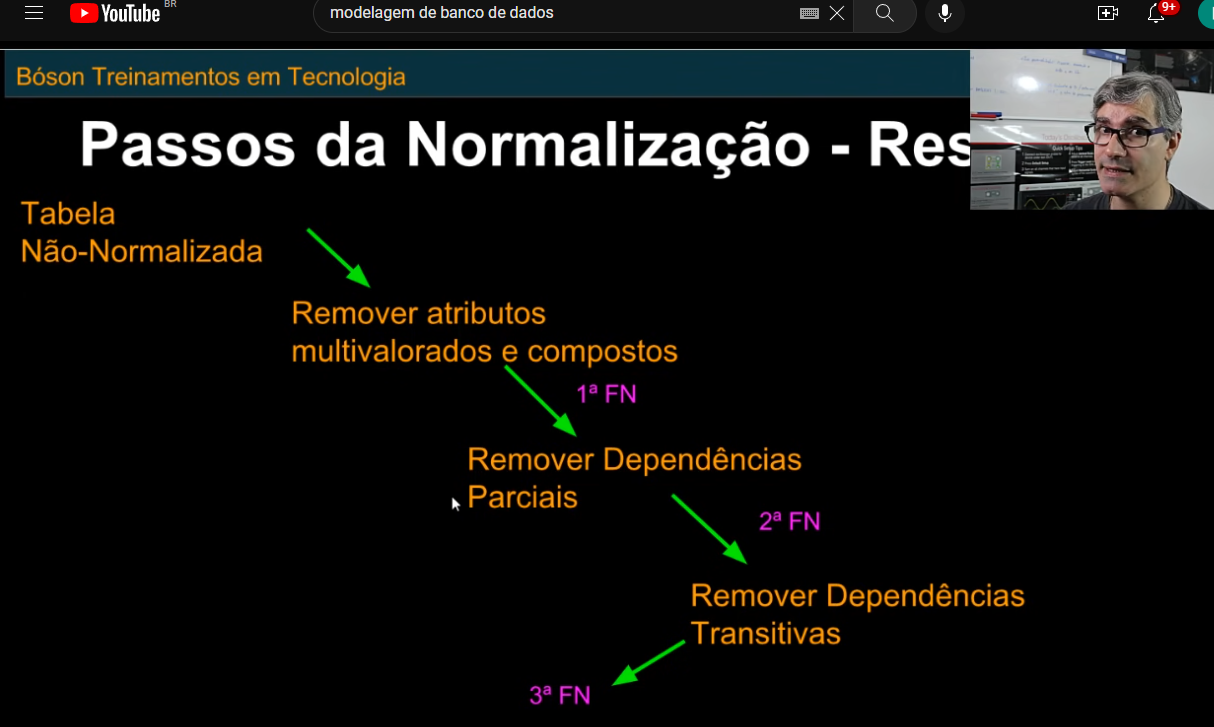 YouTube BR
modelagem de banco de dados
9+
Bóson Treinamentos em Tecnologia
Passos da Normalização - Res
Tabela
Não-Normalizada
Remover atributos
multivalorados e compostos
1ª FN
Remover Dependências
Parciais
2ª FN
Remover Dependências
Transitivas
3ª FN